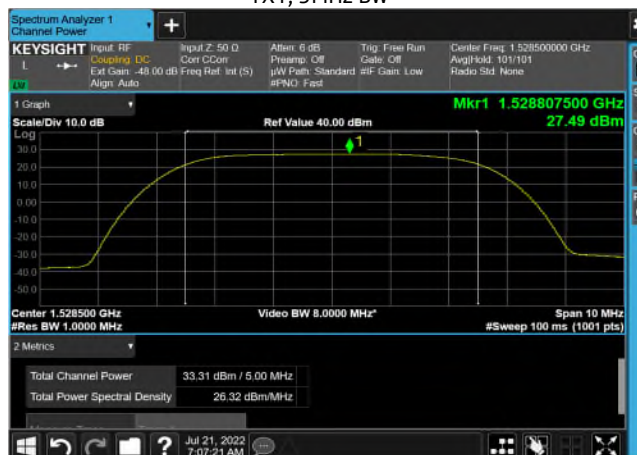 Spectrum Analyzer 1
Channel Power
KEYSIGHT
Input: RF
Coupling: DC
Ext Gain: -48.00 dB
Align: Auto
Input Z: 50 Ω
Corr CCorr
Freq Ref: Int (S)
Atten: 6 dB
Preamp: Off
µW Path: Standard
#PNO: Fast
Trig: Free Run
Gate: Off
#IF Gain: Low
Center Freq: 1.528500000 GHz
Avg|Hold: 101/101
Radio Std: None
L
1 Graph
Mkr1 1.528807500 GHz
27.49 dBm
Scale/Div 10.0 dB
Ref Value 40.00 dBm
Log
30.0
20.0
10.0
0.00
-10.0
-20.0
-30.0
-40.0
-50.0
1
Center 1.528500 GHz
Video BW 8.0000 MHz*
Span 10 MHz
#Res BW 1.0000 MHz
#Sweep 100 ms (1001 pts)
2 Metrics
Total Channel Power 33.31 dBm / 5.00 MHz
Total Power Spectral Density 26.32 dBm/MHz
?
Jul 21, 2022
7:07:21 AM